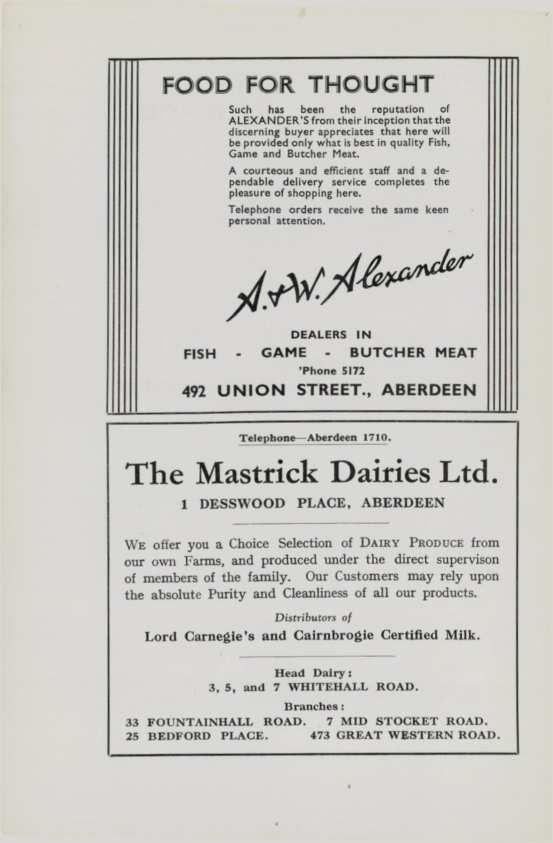 FOOD FOR THOUGHT
Such has been the reputation of
ALEXANDER'S from their inception that the
discerning buyer appreciates that here will
be provided only what is best in quality Fish,
Game and Butcher Meat.
A courteous and efficient staff and a de-
pendable delivery service completes the
pleasure of shopping here.
Telephone orders receive the same keen
personal attention.
A. & W. Alexander
DEALERS IN
FISH - GAME - BUTCHER MEAT
'Phone 5172
492 UNION STREET., ABERDEEN
Telephone—Aberdeen 1710.
The Mastrick Dairies Ltd.
1 DESSWOOD PLACE, ABERDEEN
WE offer you a Choice Selection of DAIRY PRODUCE from
our own Farms, and produced under the direct supervison
of members of the family. Our Customers may rely upon
the absolute Purity and Cleanliness of all our products.
Distributors of
Lord Carnegie's and Cairnbrogie Certified Milk.
Head Dairy:
3, 5, and 7 WHITEHALL ROAD.
Branches:
33 FOUNTAINHALL ROAD. 7 MID STOCKET ROAD.
25 BEDFORD PLACE. 473 GREAT WESTERN ROAD.